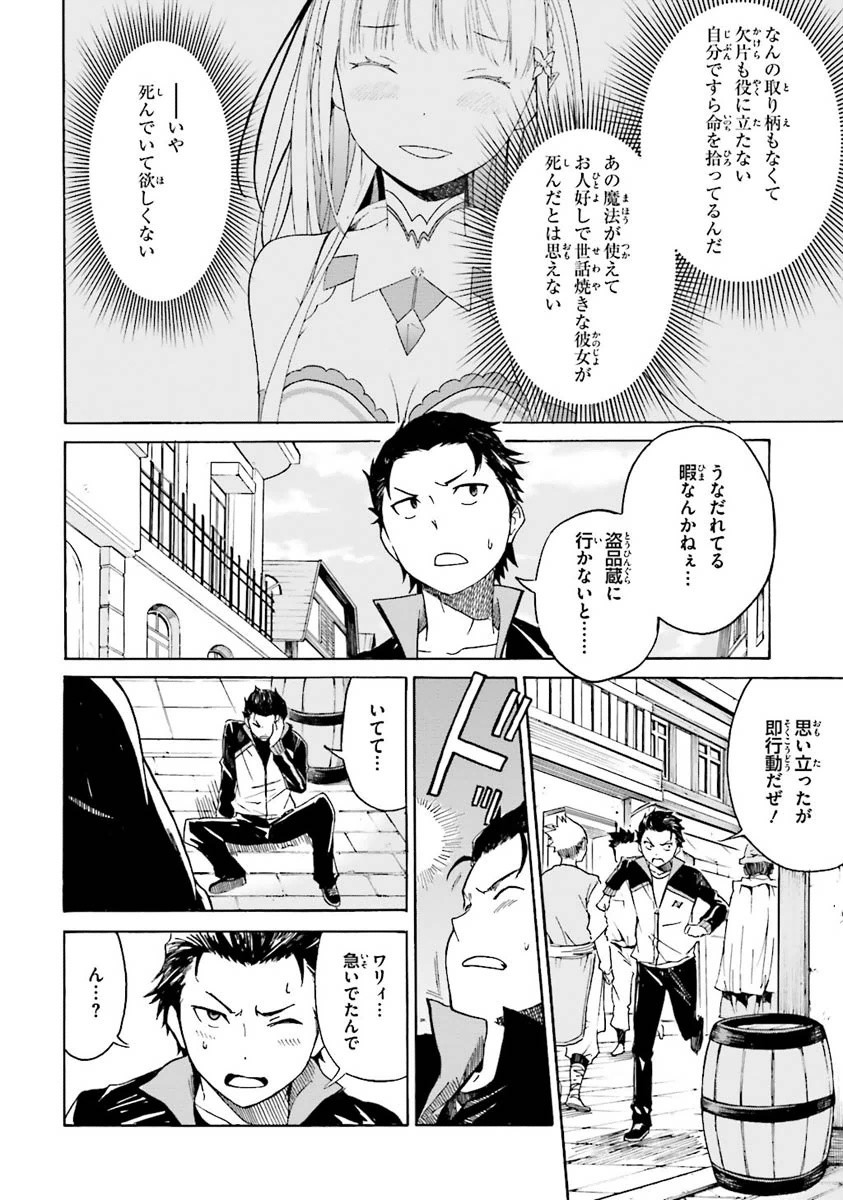 なんの取り柄もなくて
欠片も役に立たない
自分ですら命を拾ってるんだ
あの魔法が使えて
お人好しで世話焼きな彼女が
死んだとは思えない
――いや
死んでいて欲しくない
うなだれてる
暇なんかねぇ…
盗品蔵に
行かないと……
思い立ったが
即行動だぜ!
ドン
いてて…
ワリィ…
急いでたんで
ん…?